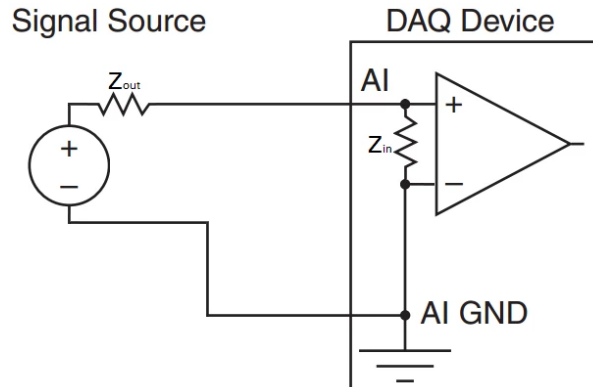 Signal Source
DAQ Device
Zout
AI
+
+
Zin
−
−
AI GND